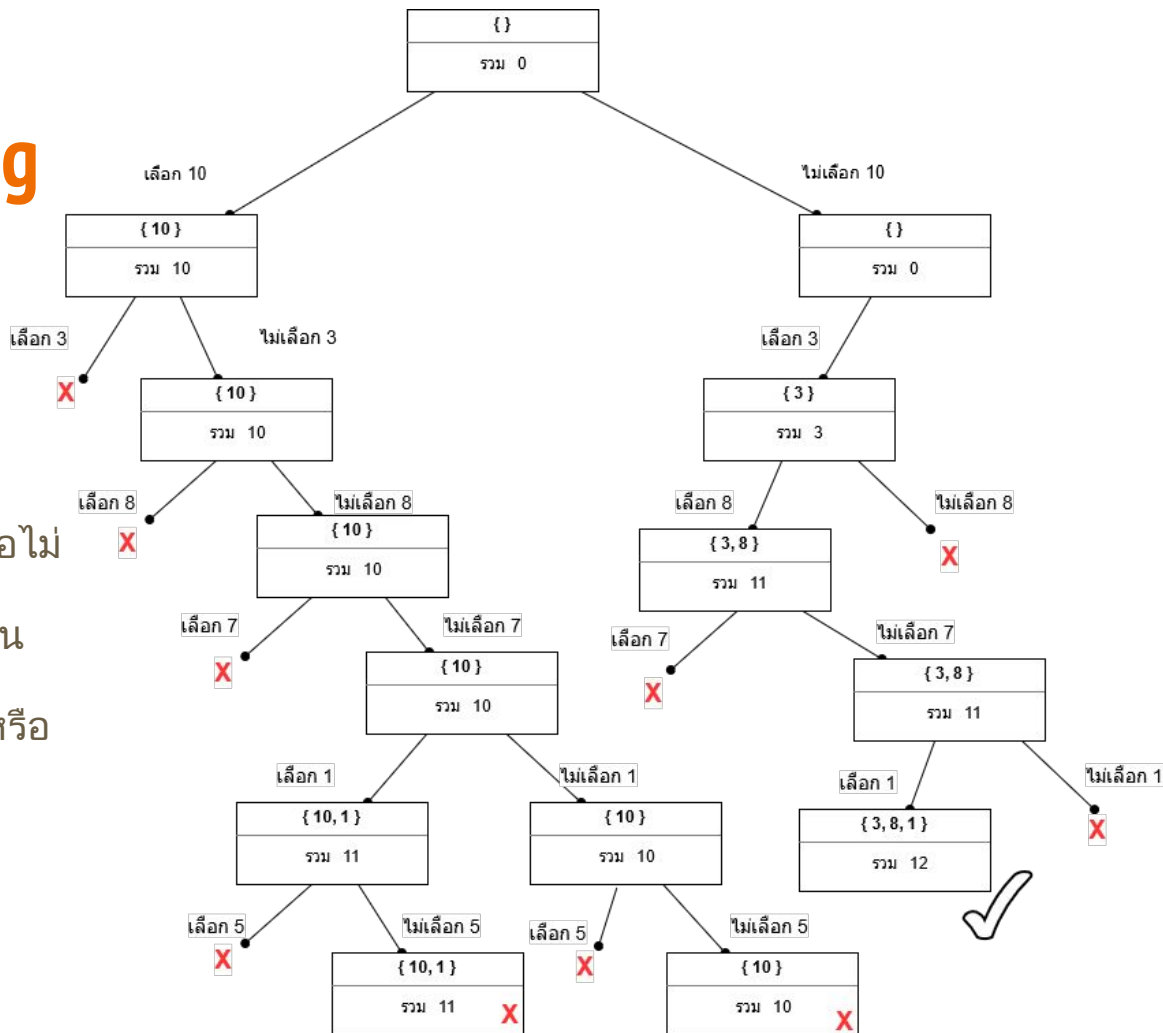 { }
รวม 0
g
เลือก 10
ไม่เลือก 10
{ 10 }
รวม 10
{ }
รวม 0
เลือก 3
ไม่เลือก 3
เลือก 3
X
{ 10 }
รวม 10
{ 3 }
รวม 3
เลือก 8
ไม่เลือก 8
เลือก 8
ไม่เลือก 8
อไม่
X
{ 10 }
รวม 10
{ 3, 8 }
รวม 11
X
น
เลือก 7
ไม่เลือก 7
เลือก 7
ไม่เลือก 7
X
{ 10 }
รวม 10
X
{ 3, 8 }
รวม 11
หรือ
เลือก 1
ไม่เลือก 1
เลือก 1
ไม่เลือก 1
{ 10, 1 }
รวม 11
{ 10 }
รวม 10
{ 3, 8, 1 }
รวม 12
X
เลือก 5
ไม่เลือก 5
เลือก 5
ไม่เลือก 5
X
{ 10, 1 }
รวม 11
X
X
{ 10 }
รวม 10
X